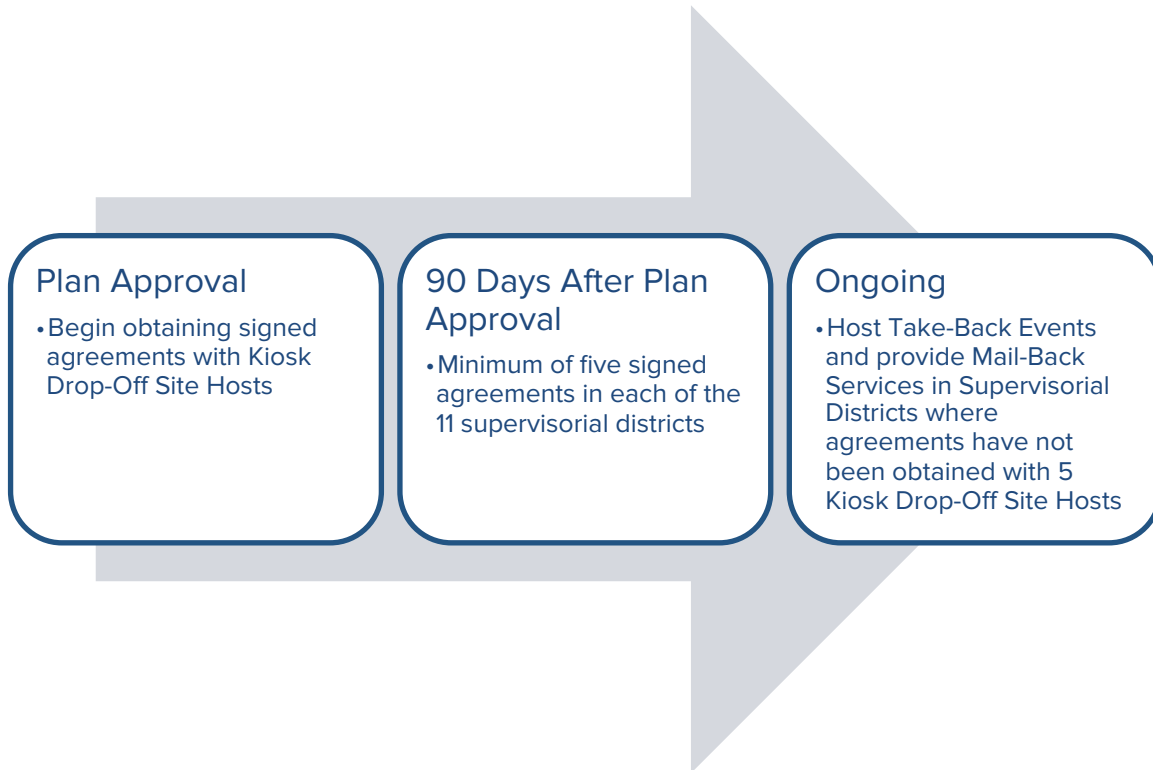 Plan Approval
•Begin obtaining signed
agreements with Kiosk
Drop-Off Site Hosts
90 Days After Plan
Approval
•Minimum of five signed
agreements in each of the
11 supervisorial districts
Ongoing
•Host Take-Back Events
and provide Mail-Back
Services in Supervisorial
Districts where
agreements have not
been obtained with 5
Kiosk Drop-Off Site Hosts